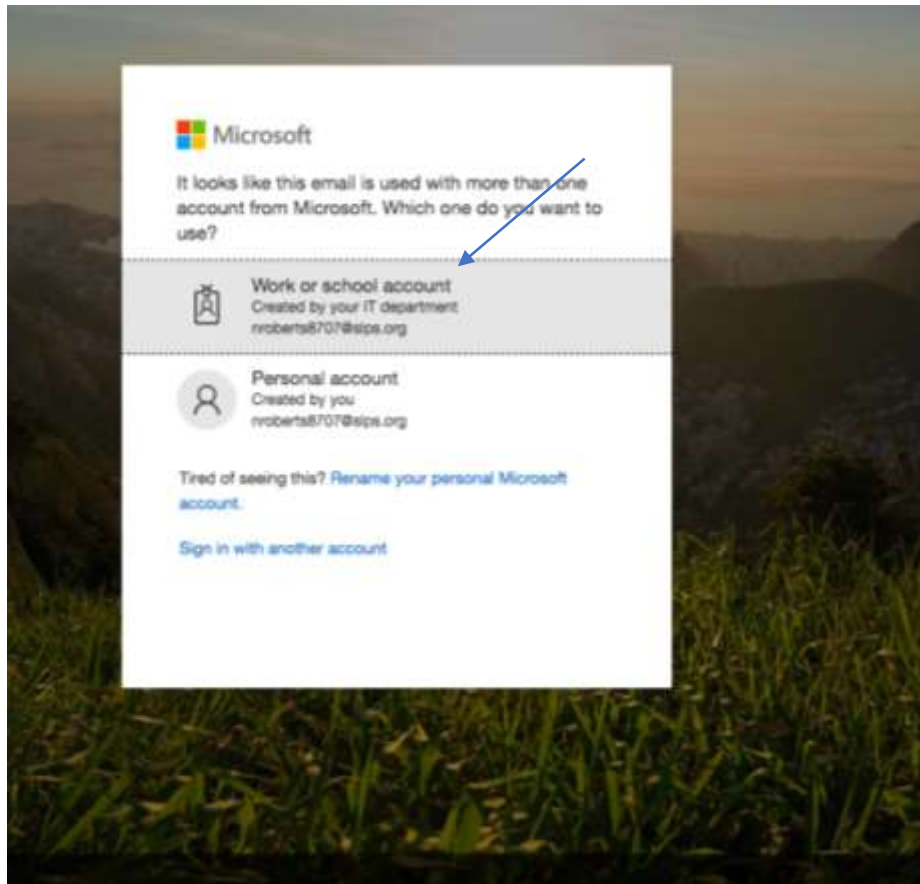 Microsoft
It looks like this email is used with more than one
account from Microsoft. Which one do you want to
use?
Work or school account
Created by your IT department
nroberts8707@slps.org
Personal account
Created by you
nroberts8707@slps.org
Tired of seeing this? Rename your personal Microsoft
account.
Sign in with another account